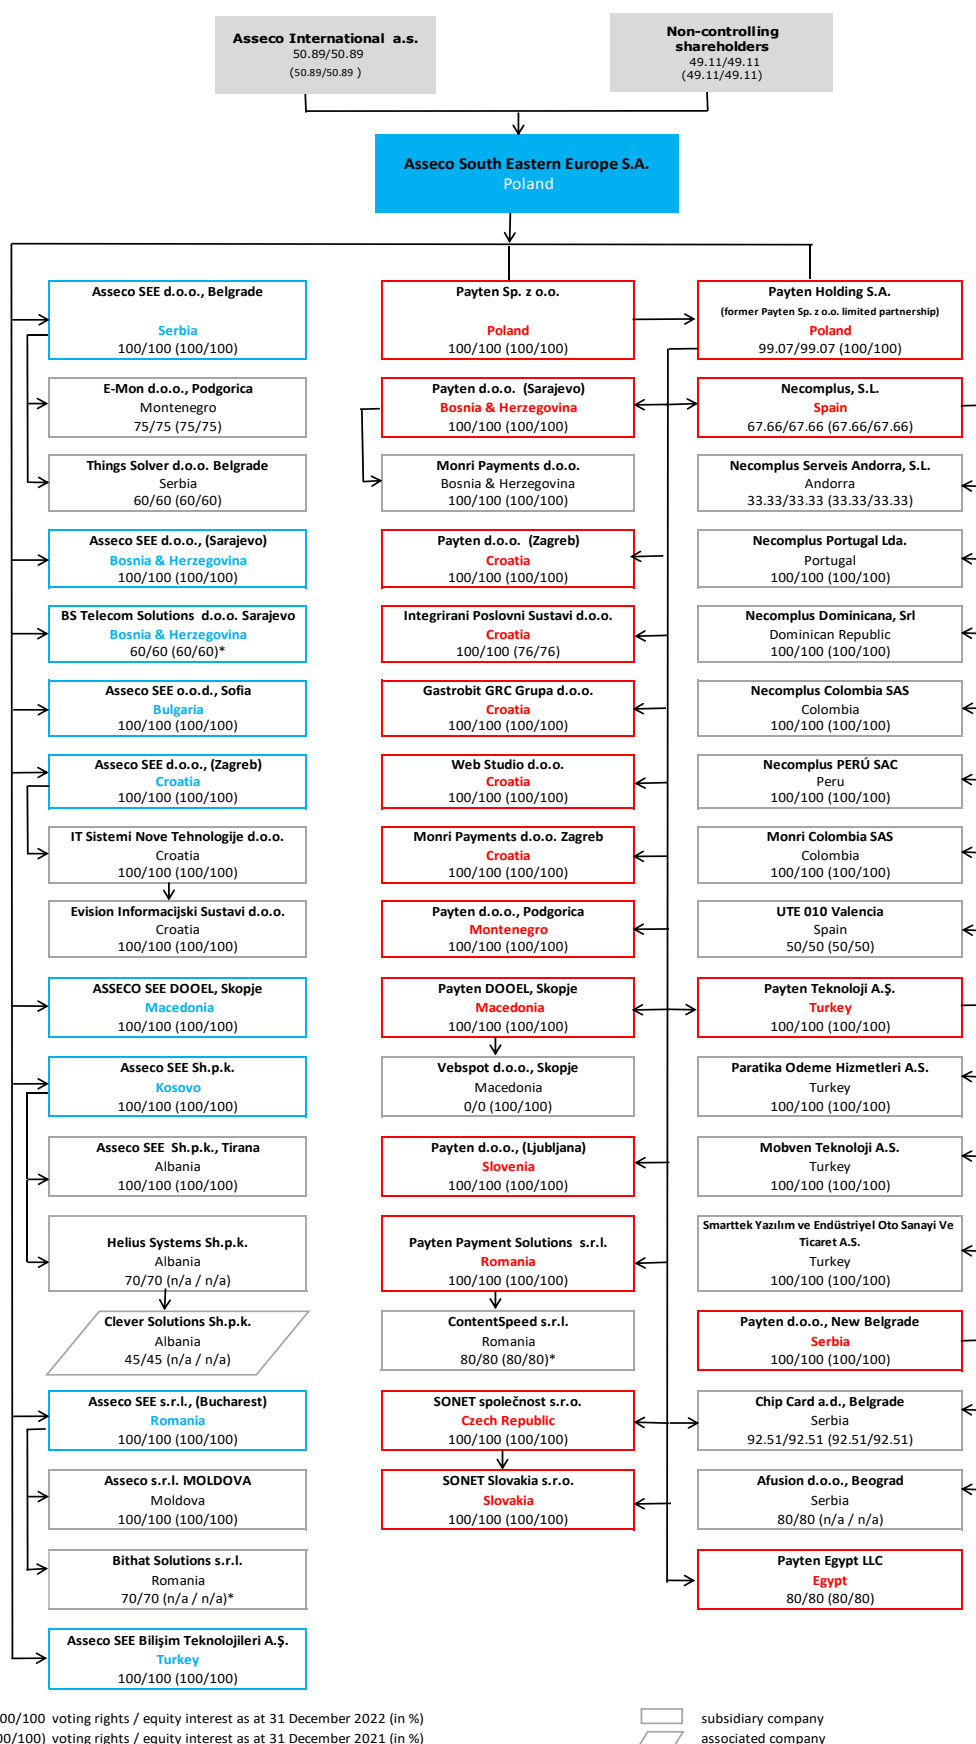 Asseco International a.s.
50.89/50.89
(50.89/50.89 )
Non-controlling
shareholders
49.11/49.11
(49.11/49.11)
Asseco South Eastern Europe S.A.
Poland
Asseco SEE d.o.o., Belgrade
Serbia
100/100 (100/100)
E-Mon d.o.o., Podgorica
Montenegro
75/75 (75/75)
Things Solver d.o.o. Belgrade
Serbia
60/60 (60/60)
Asseco SEE d.o.o., (Sarajevo)
Bosnia & Herzegovina
100/100 (100/100)
BS Telecom Solutions d.o.o. Sarajevo
Bosnia & Herzegovina
60/60 (60/60)*
Asseco SEE o.o.d., Sofia
Bulgaria
100/100 (100/100)
Asseco SEE d.o.o., (Zagreb)
Croatia
100/100 (100/100)
IT Sistemi Nove Tehnologije d.o.o.
Croatia
100/100 (100/100)
Evision Informacijski Sustavi d.o.o.
Croatia
100/100 (100/100)
ASSECO SEE DOOEL, Skopje
Macedonia
100/100 (100/100)
Asseco SEE Sh.p.k.
Kosovo
100/100 (100/100)
Asseco SEE Sh.p.k., Tirana
Albania
100/100 (100/100)
Helius Systems Sh.p.k.
Albania
70/70 (n/a / n/a)
Clever Solutions Sh.p.k.
Albania
45/45 (n/a / n/a)
Asseco SEE s.r.l., (Bucharest)
Romania
100/100 (100/100)
Asseco s.r.l. MOLDOVA
Moldova
100/100 (100/100)
Bithat Solutions s.r.l.
Romania
70/70 (n/a / n/a)*
Asseco SEE Bilişim Teknolojileri A.Ş.
Turkey
100/100 (100/100)
Payten Sp. z o.o.
Poland
100/100 (100/100)
Payten d.o.o. (Sarajevo)
Bosnia & Herzegovina
100/100 (100/100)
Monri Payments d.o.o.
Bosnia & Herzegovina
100/100 (100/100)
Payten d.o.o. (Zagreb)
Croatia
100/100 (100/100)
Integrirani Poslovni Sustavi d.o.o.
Croatia
100/100 (76/76)
Gastrobit GRC Grupa d.o.o.
Croatia
100/100 (100/100)
Web Studio d.o.o.
Croatia
100/100 (100/100)
Monri Payments d.o.o. Zagreb
Croatia
100/100 (100/100)
Payten d.o.o., Podgorica
Montenegro
100/100 (100/100)
Payten DOOEL, Skopje
Macedonia
100/100 (100/100)
Vebspot d.o.o., Skopje
Macedonia
0/0 (100/100)
Payten d.o.o., (Ljubljana)
Slovenia
100/100 (100/100)
Payten Payment Solutions s.r.l.
Romania
100/100 (100/100)
ContentSpeed s.r.l.
Romania
80/80 (80/80)*
SONET společnost s.r.o.
Czech Republic
100/100 (100/100)
SONET Slovakia s.r.o.
Slovakia
100/100 (100/100)
Payten Holding S.A.
(former Payten Sp. z o.o. limited partnership)
Poland
99.07/99.07 (100/100)
Necomplus, S.L.
Spain
67.66/67.66 (67.66/67.66)
Necomplus Serveis Andorra, S.L.
Andorra
33.33/33.33 (33.33/33.33)
Necomplus Portugal Lda.
Portugal
100/100 (100/100)
Necomplus Dominicana, Srl
Dominican Republic
100/100 (100/100)
Necomplus Colombia SAS
Colombia
100/100 (100/100)
Necomplus PERÚ SAC
Peru
100/100 (100/100)
Monri Colombia SAS
Colombia
100/100 (100/100)
UTE 010 Valencia
Spain
50/50 (50/50)
Payten Teknoloji A.Ş.
Turkey
100/100 (100/100)
Paratika Odeme Hizmetleri A.S.
Turkey
100/100 (100/100)
Mobven Teknoloji A.S.
Turkey
100/100 (100/100)
Smarttek Yazılım ve Endüstriyel Oto Sanayi Ve
Ticaret A.S.
Turkey
100/100 (100/100)
Payten d.o.o., New Belgrade
Serbia
100/100 (100/100)
Chip Card a.d., Belgrade
Serbia
92.51/92.51 (92.51/92.51)
Afusion d.o.o., Beograd
Serbia
80/80 (n/a / n/a)
Payten Egypt LLC
Egypt
80/80 (80/80)
00/100 voting rights / equity interest as at 31 December 2022 (in %)
00/100) voting rights / equity interest as at 31 December 2021 (in %)
subsidiary company
associated company